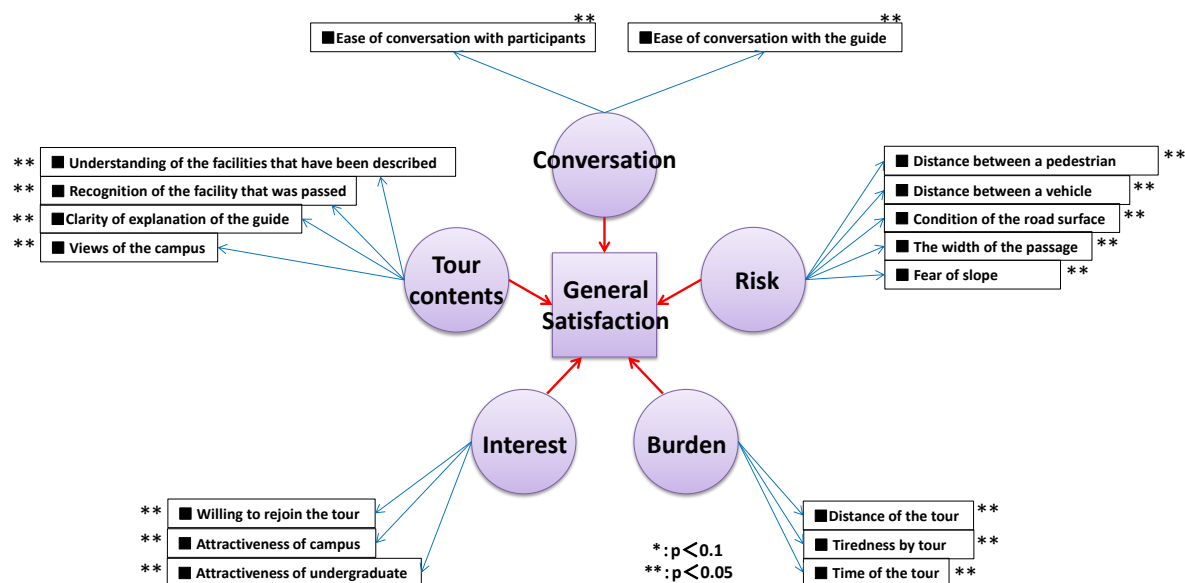 ** **
■Ease of conversation with participants ■Ease of conversation with the guide
Conversation
** ■ Understanding of the facilities that have been described
** ■ Recognition of the facility that was passed
** ■Clarity of explanation of the guide
** ■ Views of the campus
■ Distance between a pedestrian **
■ Distance between a vehicle **
■ Condition of the road surface **
■ The width of the passage **
■ Fear of slope **
Tour
contents
General
Satisfaction
Risk
Interest
Burden
** ■ Willing to rejoin the tour
** ■ Attractiveness of campus
** ■ Attractiveness of undergraduate
*:p<0.1
**:p<0.05
■Distance of the tour **
■ Tiredness by tour **
■ Time of the tour **